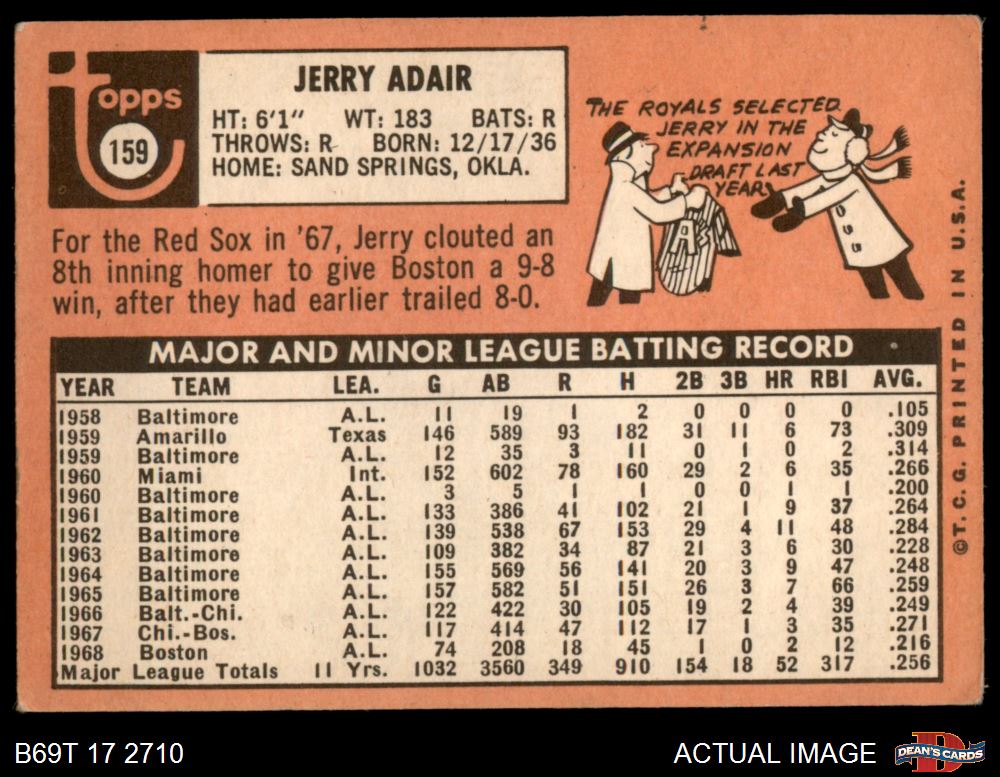 topps
159
JERRY ADAIR
HT: 6'1" WT: 183 BATS: R
THROWS: R BORN: 12/17/36
HOME: SAND SPRINGS, OKLA.
THE ROYALS SELECTED
JERRY IN THE
EXPANSION
DRAFT LAST
YEAR
For the Red Sox in '67, Jerry clouted an
8th inning homer to give Boston a 9-8
win, after they had earlier trailed 8-0.
MAJOR AND MINOR LEAGUE BATTING RECORD
YEAR TEAM LEA. G AB R H 2B 3B HR RBI AVG.
1958 Baltimore A.L. 11 19 1 2 0 0 0 0 .105
1959 Amarillo Texas 146 589 93 182 31 11 6 73 .309
1959 Baltimore A.L. 12 35 3 11 0 1 0 2 .314
1960 Miami Int. 152 602 78 160 29 2 6 35 .266
1960 Baltimore A.L. 3 5 1 1 0 0 1 1 .200
1961 Baltimore A.L. 133 386 41 102 21 1 9 37 .264
1962 Baltimore A.L. 139 538 67 153 29 4 11 48 .284
1963 Baltimore A.L. 109 382 34 87 21 3 6 30 .228
1964 Baltimore A.L. 155 569 56 141 20 3 9 47 .248
1965 Baltimore A.L. 157 582 51 151 26 3 7 66 .259
1966 Balt.-Chi. A.L. 122 422 30 105 19 2 4 39 .249
1967 Chi.-Bos. A.L. 117 414 47 112 17 1 3 35 .271
1968 Boston A.L. 74 208 18 45 1 0 2 12 .216
Major League Totals 11 Yrs. 1032 3560 349 910 154 18 52 317 .256
©T.C.G. PRINTED IN U.S.A.
B69T 17 2710
ACTUAL IMAGE
DEAN'S CARDS